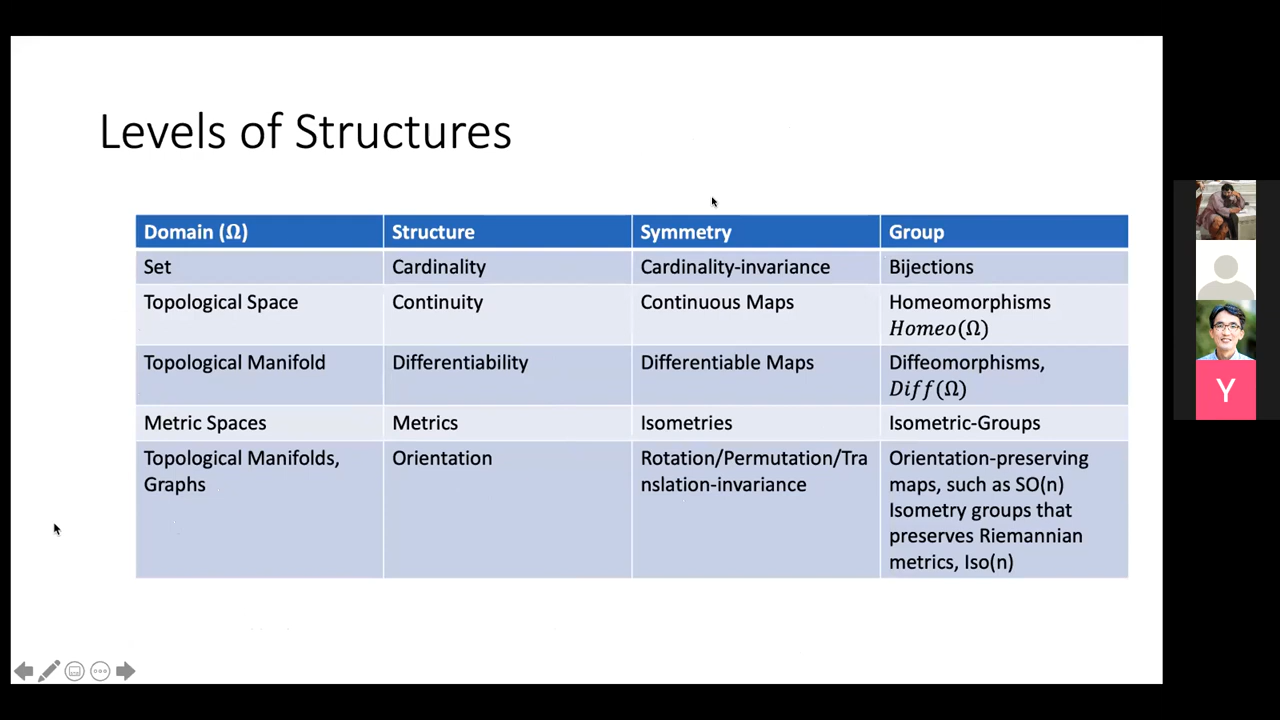 Levels of Structures
Domain (Ω) Structure Symmetry Group
Set Cardinality Cardinality-invariance Bijections
Topological Space Continuity Continuous Maps Homeomorphisms
𝐻𝑜𝑚𝑒𝑜(Ω)
Topological Manifold Differentiability Differentiable Maps Diffeomorphisms,
𝐷𝑖𝑓𝑓(Ω)
Metric Spaces Metrics Isometries Isometric-Groups
Topological Manifolds, Orientation Rotation/Permutation/Tra Orientation-preserving
Graphs nslation-invariance maps, such as SO(n)
Isometry groups that
preserves Riemannian
metrics, Iso(n)
Y